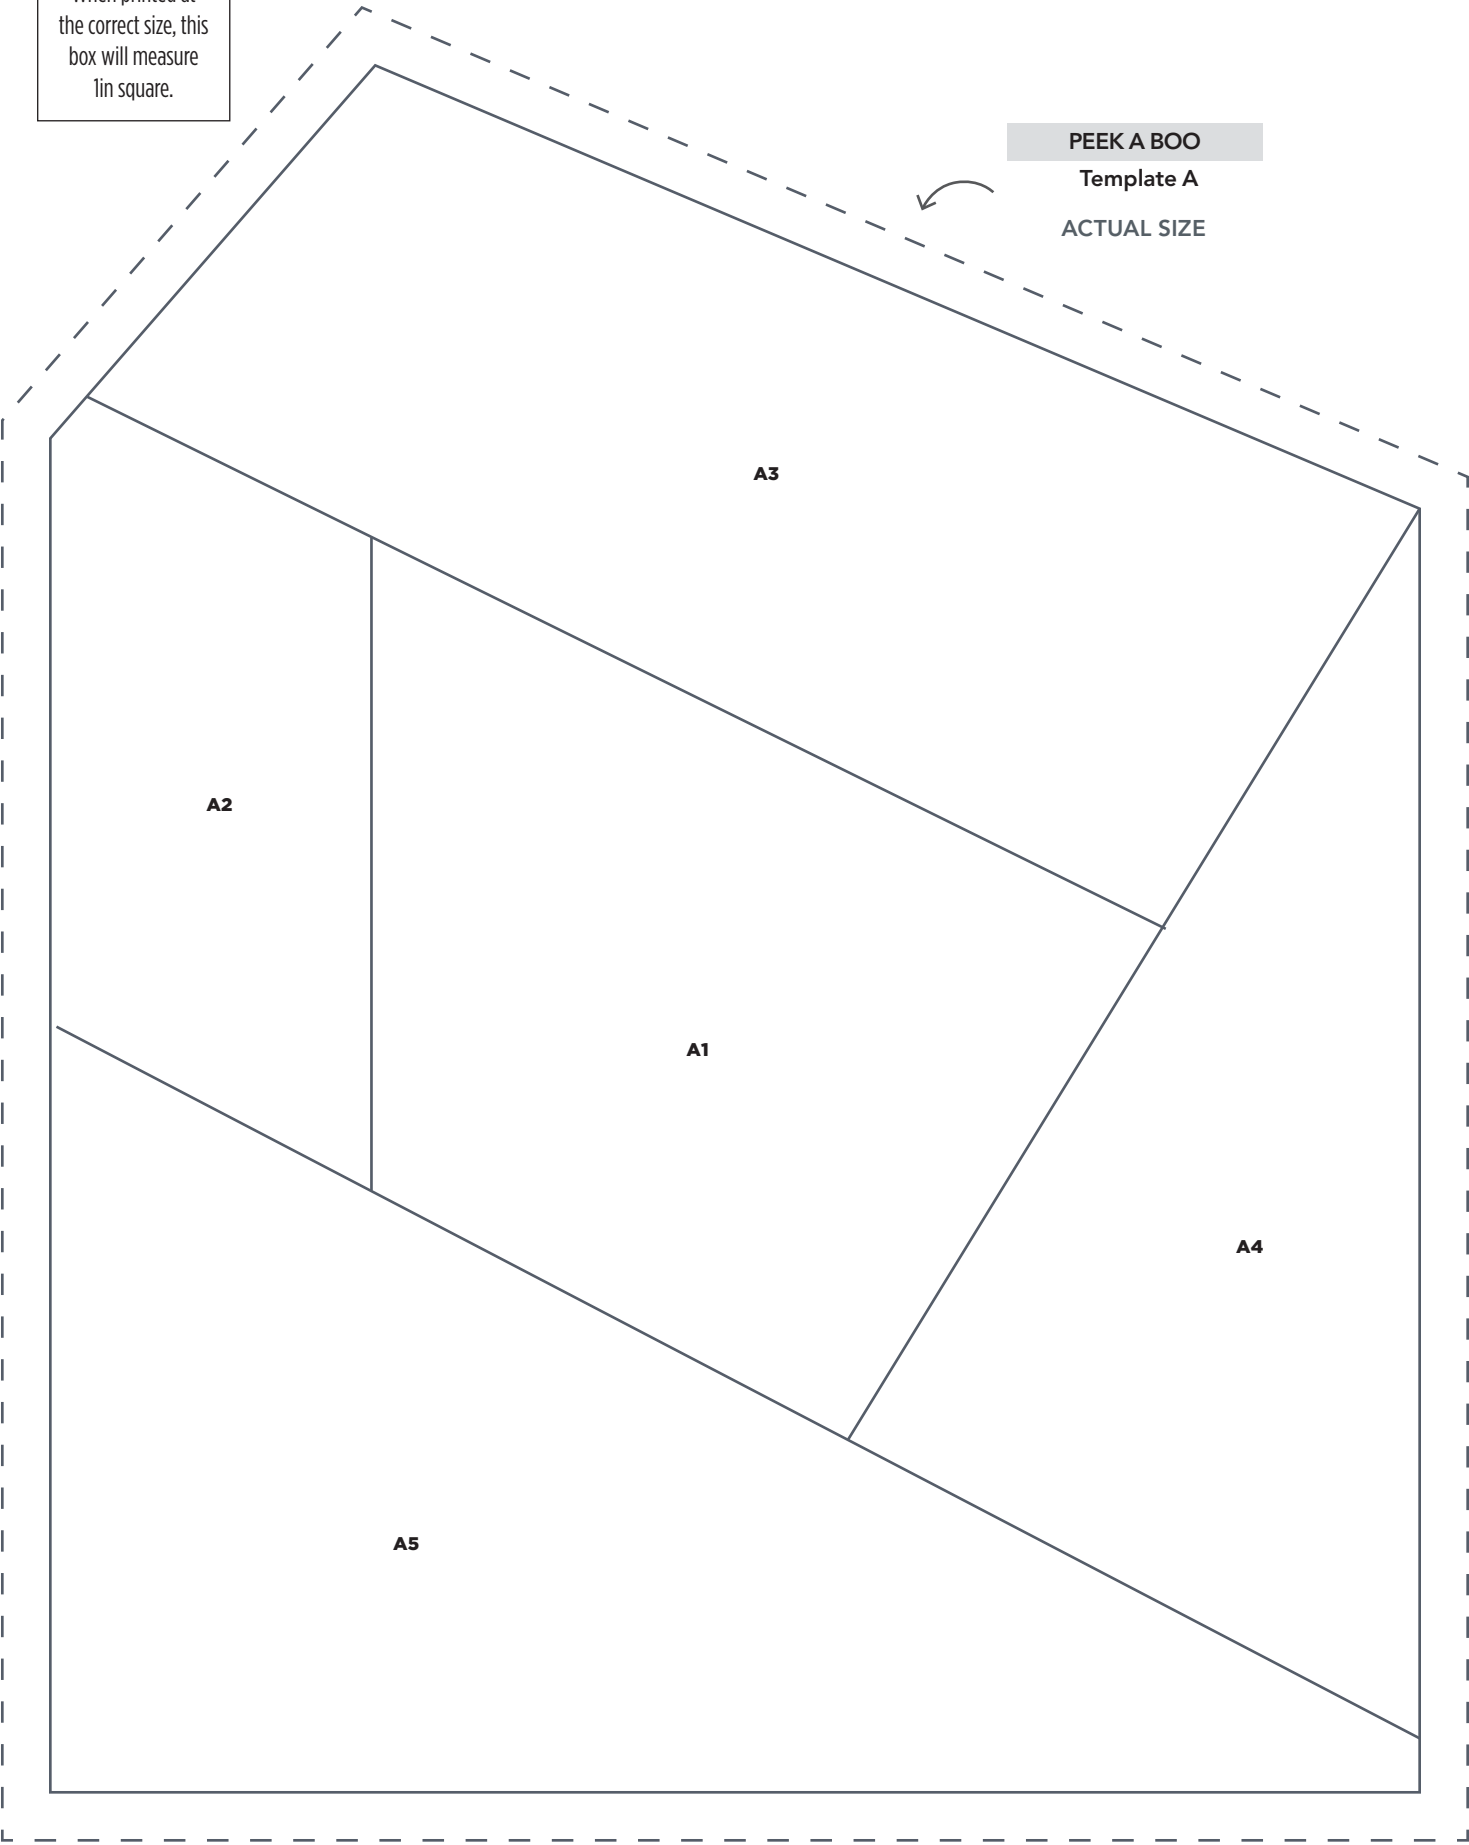 the correct size, this
box will measure
1in square.
PEEK A BOO
Template A
ACTUAL SIZE
A3
A2
A1
A4
A5